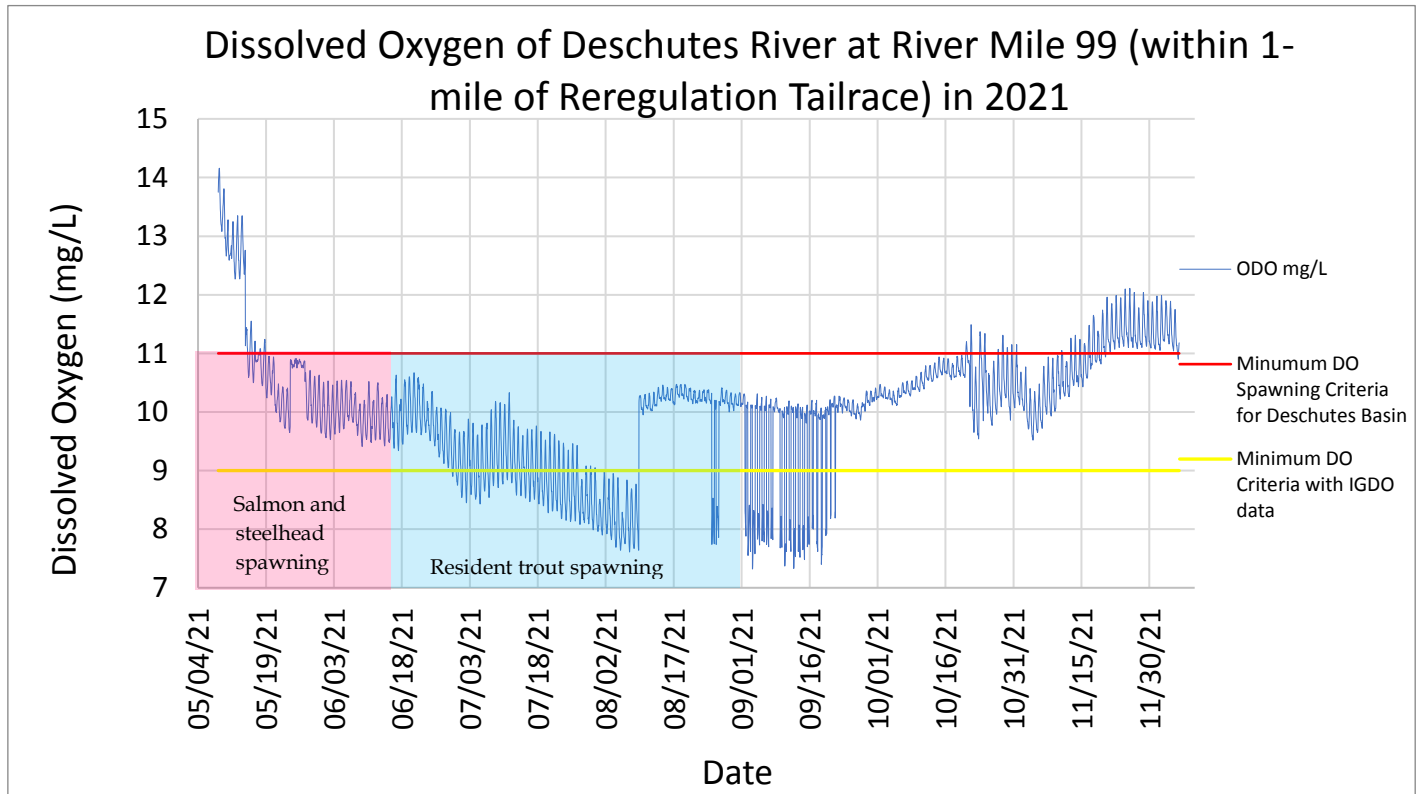 Dissolved Oxygen of Deschutes River at River Mile 99 (within 1-
mile of Reregulation Tailrace) in 2021
Dissolved Oxygen (mg/L)
15
14
13
12
11
10
9
8
7
Salmon and
steelhead
spawning
Resident trout spawning
ODO mg/L
Minumum DO
Spawning Criteria
for Deschutes Basin
Minimum DO
Criteria with IGDO
data
05/04/21
05/19/21
06/03/21
06/18/21
07/03/21
07/18/21
08/02/21
08/17/21
09/01/21
09/16/21
10/01/21
10/16/21
10/31/21
11/15/21
11/30/21
Date